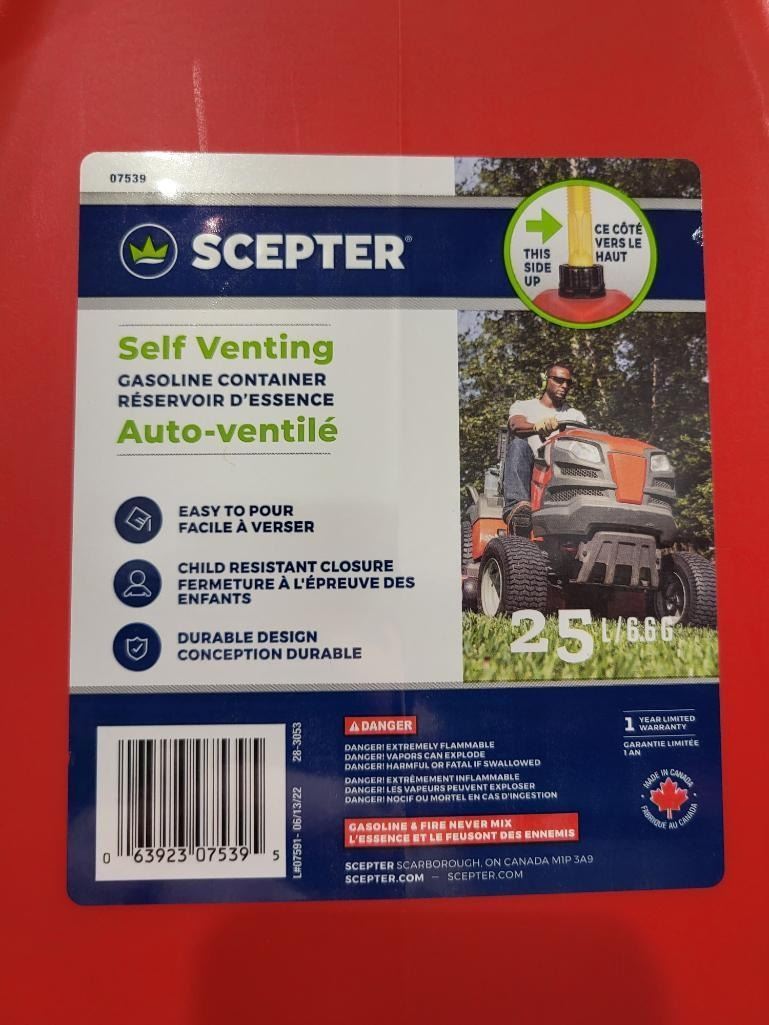 07539
SCEPTER®
THIS
SIDE
UP
CE CÔTÉ
VERS LE
HAUT
Self Venting
GASOLINE CONTAINER
RÉSERVOIR D'ESSENCE
Auto-ventilé
EASY TO POUR
FACILE À VERSER
CHILD RESISTANT CLOSURE
FERMETURE À L'ÉPREUVE DES
ENFANTS
DURABLE DESIGN
CONCEPTION DURABLE
25 L/6.6 G
0 63923 07539 5
L#07591 - 06/13/22 28-3053
DANGER
DANGER! EXTREMELY FLAMMABLE
DANGER! VAPORS CAN EXPLODE
DANGER! HARMFUL OR FATAL IF SWALLOWED
DANGER! EXTRÊMEMENT INFLAMMABLE
DANGER! LES VAPEURS PEUVENT EXPLOSER
DANGER! NOCIF OU MORTEL EN CAS D'INGESTION
GASOLINE & FIRE NEVER MIX
L'ESSENCE ET LE FEUSONT DES ENNEMIS
SCEPTER SCARBOROUGH, ON CANADA M1P 3A9
SCEPTER.COM — SCEPTER.COM
1 YEAR LIMITED
WARRANTY
GARANTIE LIMITÉE
1 AN
MADE IN CANADA
FABRIQUÉ AU CANADA